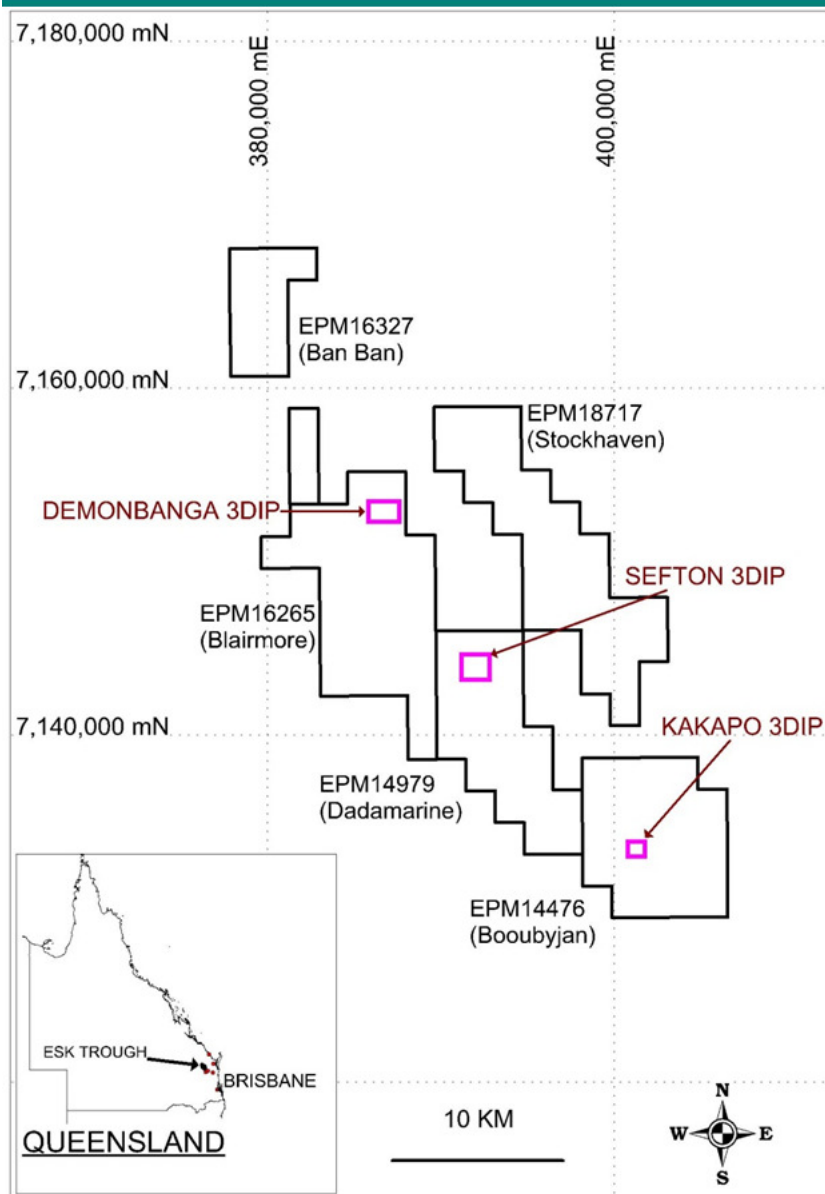 7,180,000 mN
380,000 mE
400,000 mE
EPM16327
(Ban Ban)
7,160,000 mN
EPM18717
(Stockhaven)
DEMONBANGA 3DIP
SEFTON 3DIP
EPM16265
(Blairmore)
7,140,000 mN
KAKAPO 3DIP
EPM14979
(Dadamarine)
EPM14476
(Booubyjan)
ESK TROUGH
BRISBANE
QUEENSLAND
10 KM
N
W
E
S